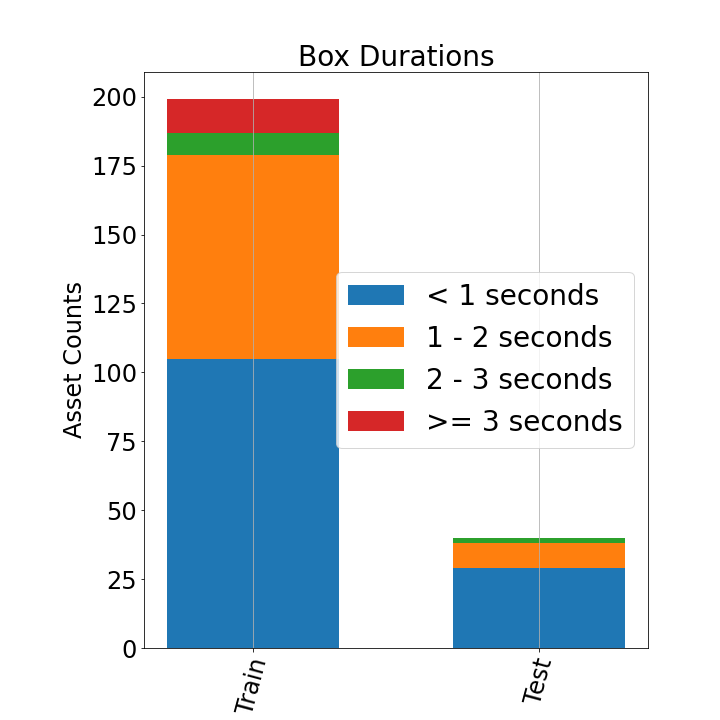 Box Durations
200
175
150
125
100
75
50
25
0
Asset Counts
< 1 seconds
1 - 2 seconds
2 - 3 seconds
>= 3 seconds
Train
Test